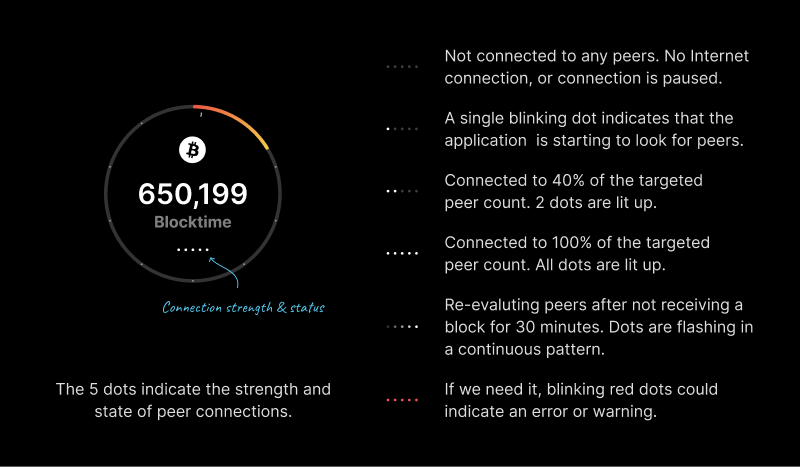 650,199
Blocktime
Connection strength & status
The 5 dots indicate the strength and
state of peer connections.
Not connected to any peers. No Internet
connection, or connection is paused.
A single blinking dot indicates that the
application  is starting to look for peers.
Connected to 40% of the targeted
peer count. 2 dots are lit up.
Connected to 100% of the targeted
peer count. All dots are lit up.
Re-evaluting peers after not receiving a
block for 30 minutes. Dots are flashing in
a continuous pattern.
If we need it, blinking red dots could
indicate an error or warning.